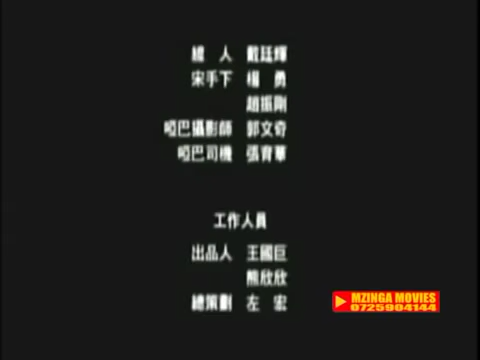 線 人 戴廷輝
宋手下 楊 勇
趙振剛
啞巴攝影師 郭文奇
啞巴司機 張育華
工作人員
出品人 王國巨
熊欣欣
總策劃 左 宏
MZINGA MOVIES
0725904144